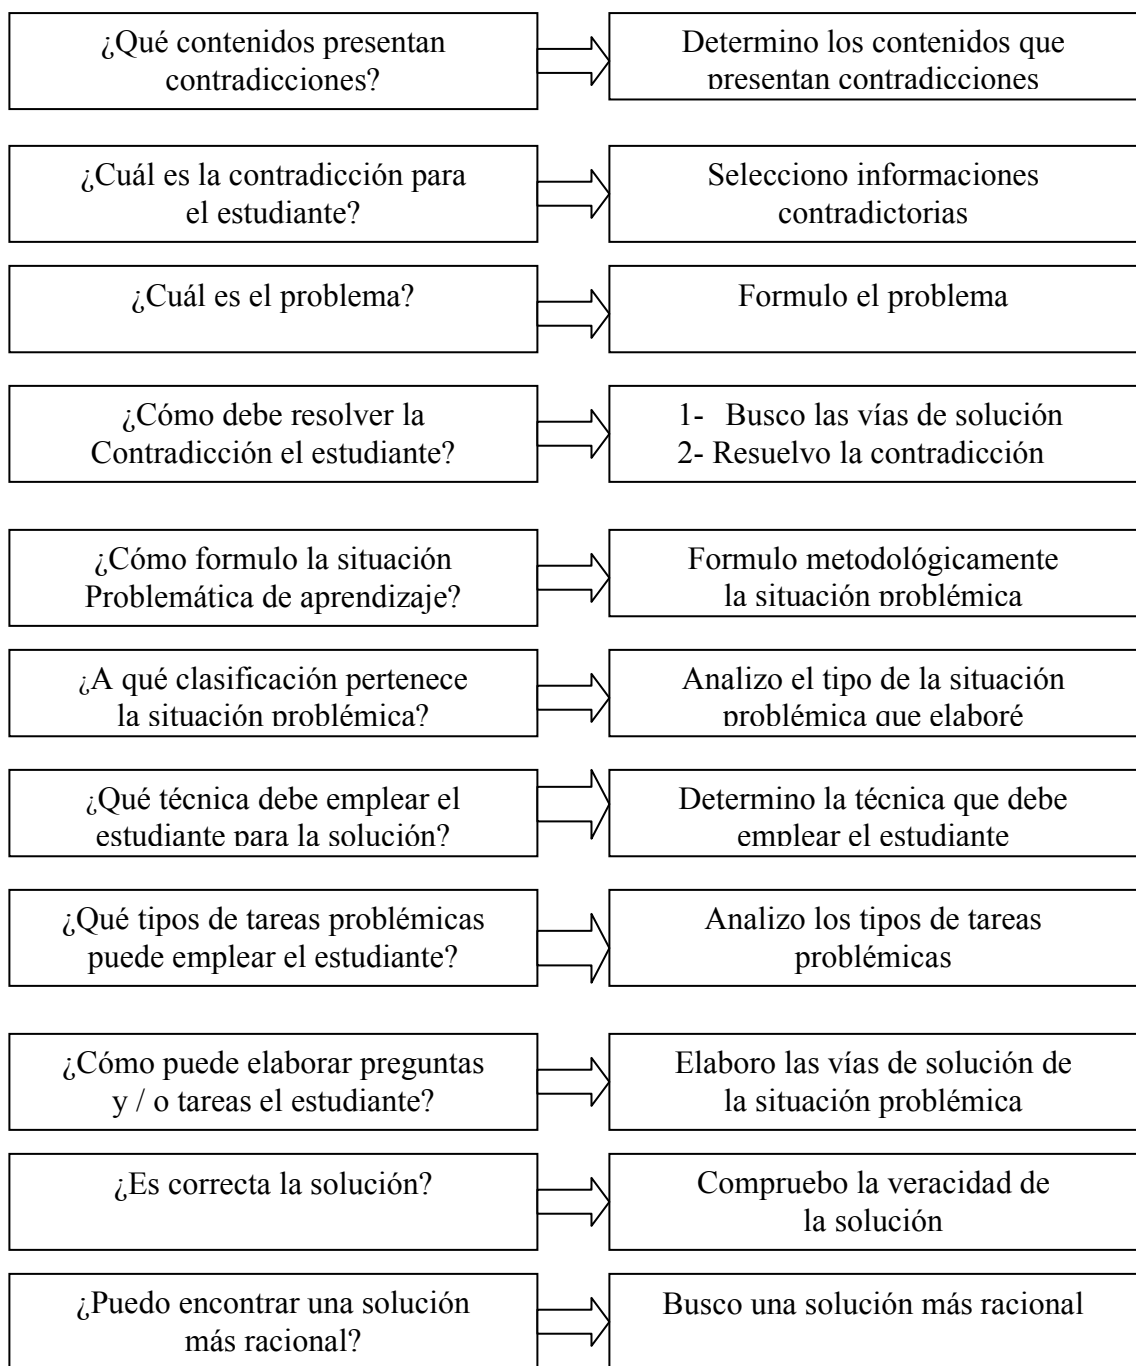 ¿Qué contenidos presentan
contradicciones?
Determino los contenidos que
presentan contradicciones
¿Cuál es la contradicción para
el estudiante?
Selecciono informaciones
contradictorias
¿Cuál es el problema?
Formulo el problema
¿Cómo debe resolver la
Contradicción el estudiante?
1- Busco las vías de solución
2- Resuelvo la contradicción
¿Cómo formulo la situación
Problemática de aprendizaje?
Formulo metodológicamente
la situación problémica
¿A qué clasificación pertenece
la situación problémica?
Analizo el tipo de la situación
problémica que elaboré
¿Qué técnica debe emplear el
estudiante para la solución?
Determino la técnica que debe
emplear el estudiante
¿Qué tipos de tareas problémicas
puede emplear el estudiante?
Analizo los tipos de tareas
problémicas
¿Cómo puede elaborar preguntas
y / o tareas el estudiante?
Elaboro las vías de solución de
la situación problémica
¿Es correcta la solución?
Compruebo la veracidad de
la solución
¿Puedo encontrar una solución
más racional?
Busco una solución más racional